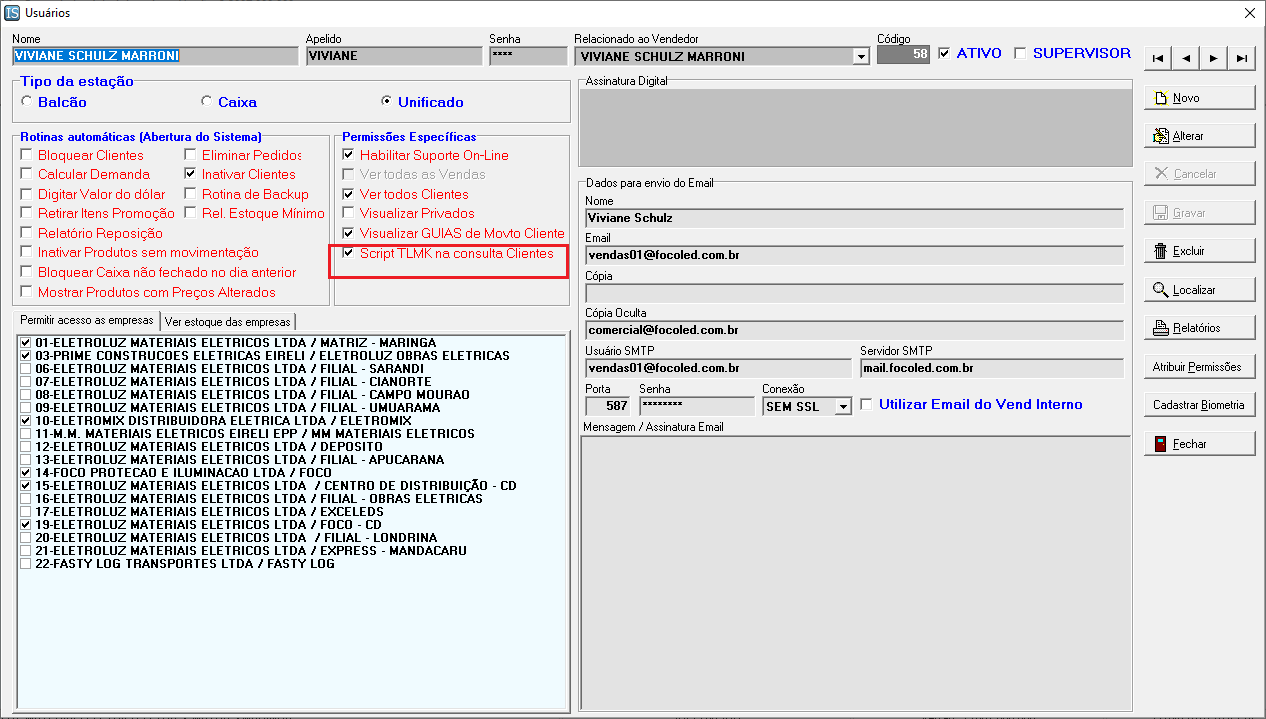 IS Usuários
Nome
VIVIANE SCHULZ MARRONI
Apelido
VIVIANE
Senha
****
Relacionado ao Vendedor
VIVIANE SCHULZ MARRONI
Código
58
ATIVO
SUPERVISOR
Tipo da estação
Balcão
Caixa
Unificado
Rotinas automáticas (Abertura do Sistema)
Bloquear Clientes
Eliminar Pedidos
Calcular Demanda
Inativar Clientes
Digitar Valor do dólar
Rotina de Backup
Retirar Itens Promoção
Rel. Estoque Mínimo
Relatório Reposição
Inativar Produtos sem movimentação
Bloquear Caixa não fechado no dia anterior
Mostrar Produtos com Preços Alterados
Permissões Específicas
Habilitar Suporte On-Line
Ver todas as Vendas
Ver todos Clientes
Visualizar Privados
Visualizar GUIAS de Movto Cliente
Script TLMK na consulta Clientes
Permitir acesso as empresas
Ver estoque das empresas
01-ELETROLUZ MATERIAIS ELETRICOS LTDA / MATRIZ - MARINGA
03-PRIME CONSTRUCOES ELETRICAS EIRELI / ELETROLUZ OBRAS ELETRICAS
06-ELETROLUZ MATERIAIS ELETRICOS LTDA / FILIAL - SARANDI
07-ELETROLUZ MATERIAIS ELETRICOS LTDA / FILIAL - CIANORTE
08-ELETROLUZ MATERIAIS ELETRICOS LTDA / FILIAL - CAMPO MOURAO
09-ELETROLUZ MATERIAIS ELETRICOS LTDA / FILIAL - UMUARAMA
10-ELETROMIX DISTRIBUIDORA ELETRICA LTDA / ELETROMIX
11-M.M. MATERIAIS ELETRICOS EIRELI EPP / MM MATERIAIS ELETRICOS
12-ELETROLUZ MATERIAIS ELETRICOS LTDA / DEPOSITO
13-ELETROLUZ MATERIAIS ELETRICOS LTDA / FILIAL - APUCARANA
14-FOCO PROTECAO E ILUMINACAO LTDA / FOCO
15-ELETROLUZ MATERIAIS ELETRICOS LTDA / CENTRO DE DISTRIBUIÇÃO - CD
16-ELETROLUZ MATERIAIS ELETRICOS LTDA / FILIAL - OBRAS ELETRICAS
17-ELETROLUZ MATERIAIS ELETRICOS LTDA / EXCELEDS
19-ELETROLUZ MATERIAIS ELETRICOS LTDA / FOCO - CD
20-ELETROLUZ MATERIAIS ELETRICOS LTDA / FILIAL - LONDRINA
21-ELETROLUZ MATERIAIS ELETRICOS LTDA / EXPRESS - MANDACARU
22-FASTY LOG TRANSPORTES LTDA / FASTY LOG
Assinatura Digital
Dados para envio do Email
Nome
Viviane Schulz
Email
vendas01@focoled.com.br
Cópia
Cópia Oculta
comercial@focoled.com.br
Usuário SMTP
vendas01@focoled.com.br
Servidor SMTP
mail.focoled.com.br
Porta
587
Senha
********
Conexão
SEM SSL
Utilizar Email do Vend Interno
Mensagem / Assinatura Email
Novo
Alterar
Cancelar
Gravar
Excluir
Localizar
Relatórios
Atribuir Permissões
Cadastrar Biometria
Fechar